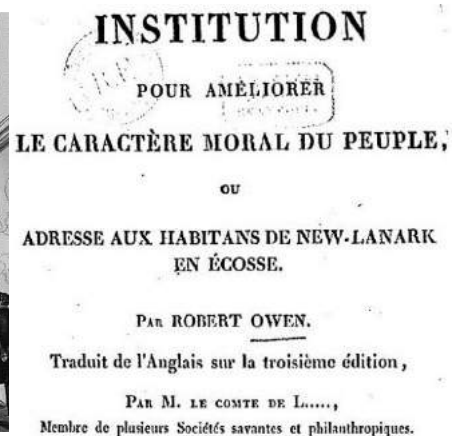 INSTITUTION
POUR AMÉLIORER
LE CARACTÈRE MORAL DU PEUPLE,
OU
ADRESSE AUX HABITANS DE NEW-LANARK
EN ÉCOSSE.
PAR ROBERT OWEN.
Traduit de l'Anglais sur la troisième édition,
PAR M. LE COMTE DE L.....,
Membre de plusieurs Sociétés savantes et philanthropiques.